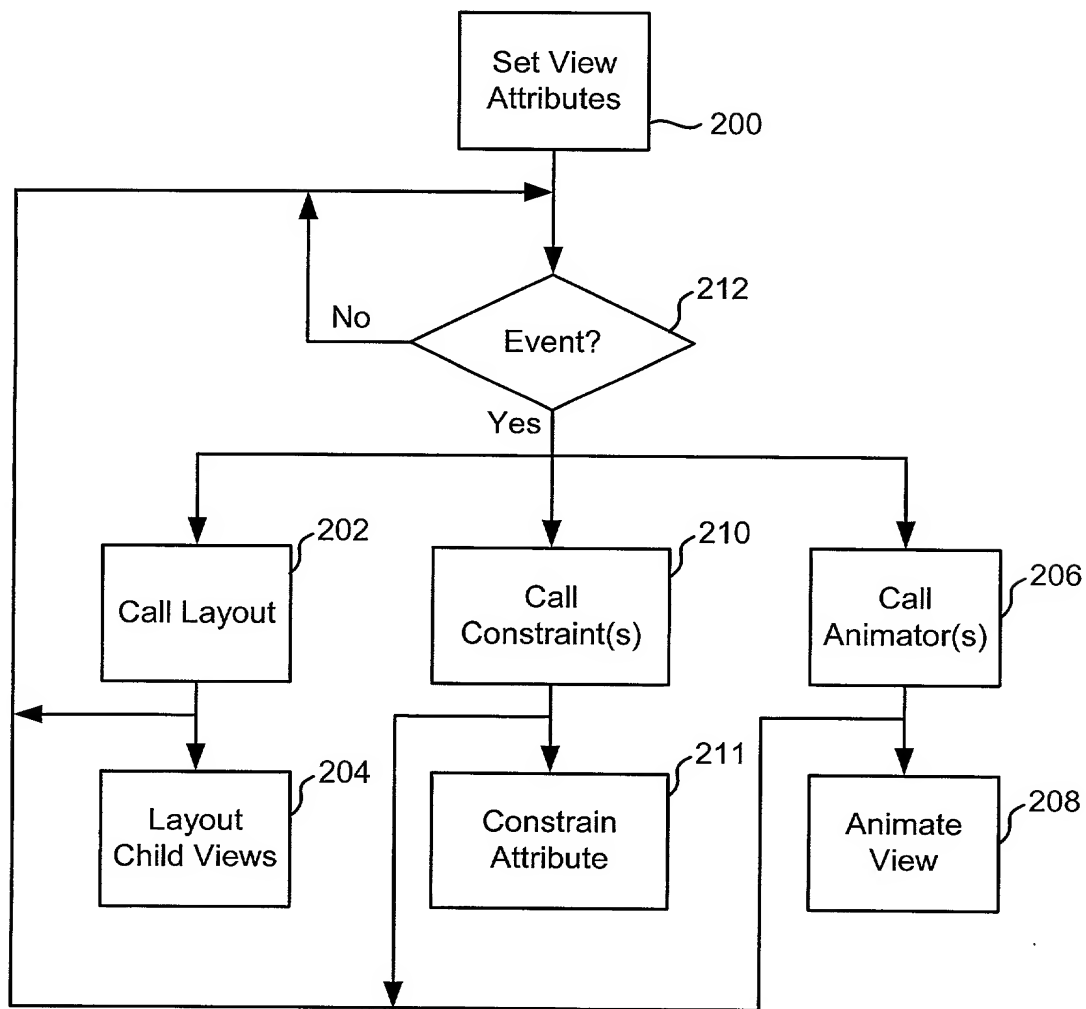 Set View
Attributes
200
212
No
Event?
Yes
202
210
206
Call Layout
Call
Constraint(s)
Call
Animator(s)
204
211
208
Layout
Child Views
Constrain
Attribute
Animate
View